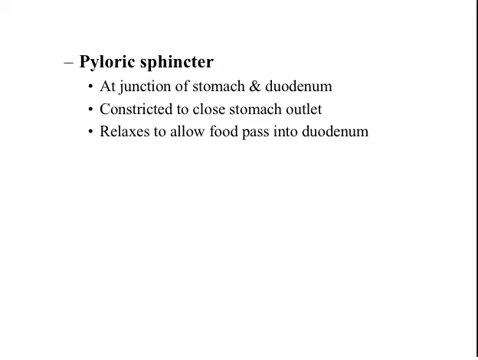 – Pyloric sphincter
• At junction of stomach & duodenum
• Constricted to close stomach outlet
• Relaxes to allow food pass into duodenum